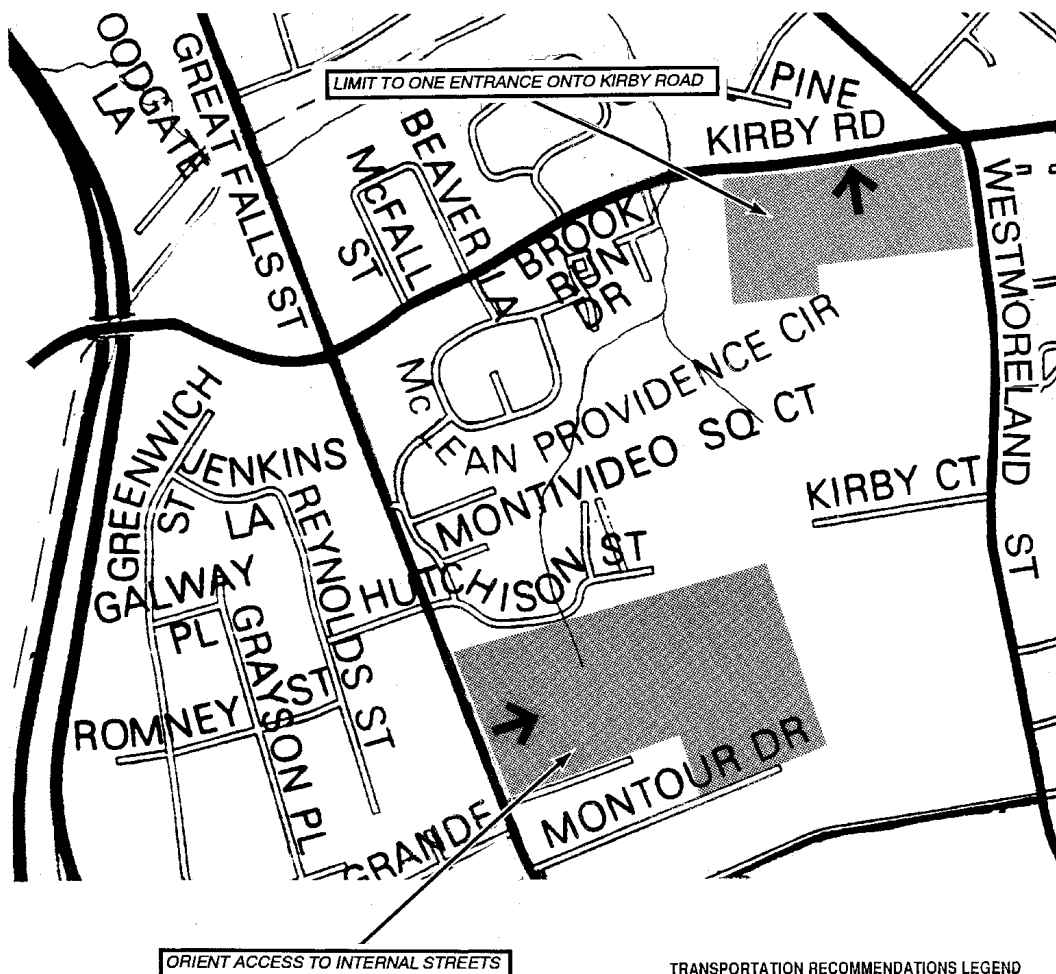 OODGATE
LA
GREAT FALLS ST
LIMIT TO ONE ENTRANCE ONTO KIRBY ROAD
PINE
KIRBY RD
BEAVER LA
McFALL
ST
BROOK
RUN
DR
WESTMORELAND ST
McLEAN PROVIDENCE CIR
MONTIVIDEO SQ CT
KIRBY CT
GREENWICH
ST
JENKINS
LA
REYNOLDS ST
HUTCHISON ST
GALWAY
PL
GRAYSON PL
ROMNEY ST
GRANDE
MONTOUR DR
ORIENT ACCESS TO INTERNAL STREETS
TRANSPORTATION RECOMMENDATIONS LEGEND